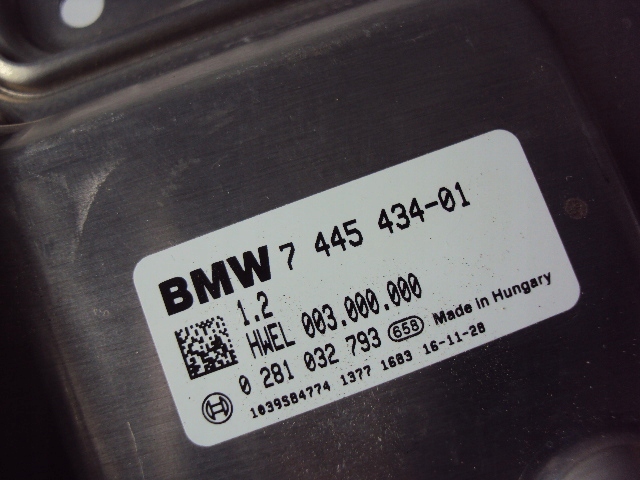 BMW 7 445 434-01
1.2
HWEL 003.000.000
0 281 032 793 658 Made in Hungary
1039S84774 1377 1683 16-11-28